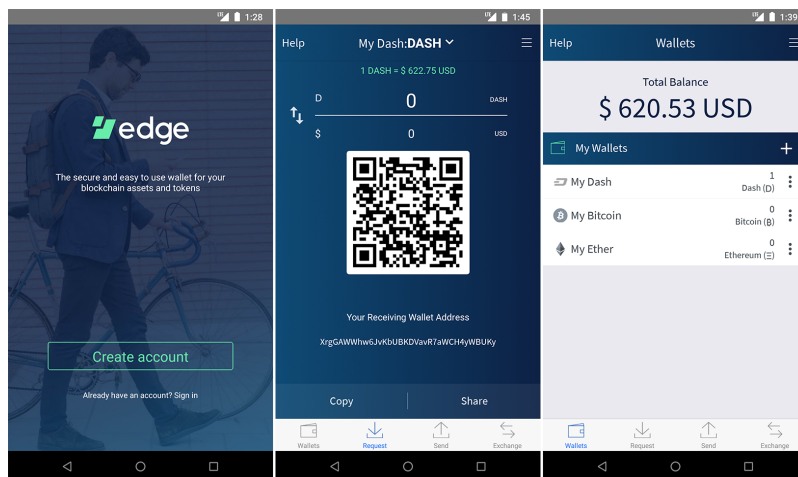 LTE 1:28
edge
The secure and easy to use wallet for your
blockchain assets and tokens
Create account
Already have an account? Sign in
LTE 1:45
Help My Dash:DASH
1 DASH = $ 622.75 USD
D 0 DASH
$ 0 USD
Your Receiving Wallet Address
XrgGAWWhw6JvKbUBKDVavR7aWCH4yWBUKy
Copy Share
Wallets Request Send Exchange
LTE 1:39
Help Wallets
Total Balance
$ 620.53 USD
My Wallets +
My Dash 1
Dash (D)
My Bitcoin 0
Bitcoin (₿)
My Ether 0
Ethereum (Ξ)
Wallets Request Send Exchange